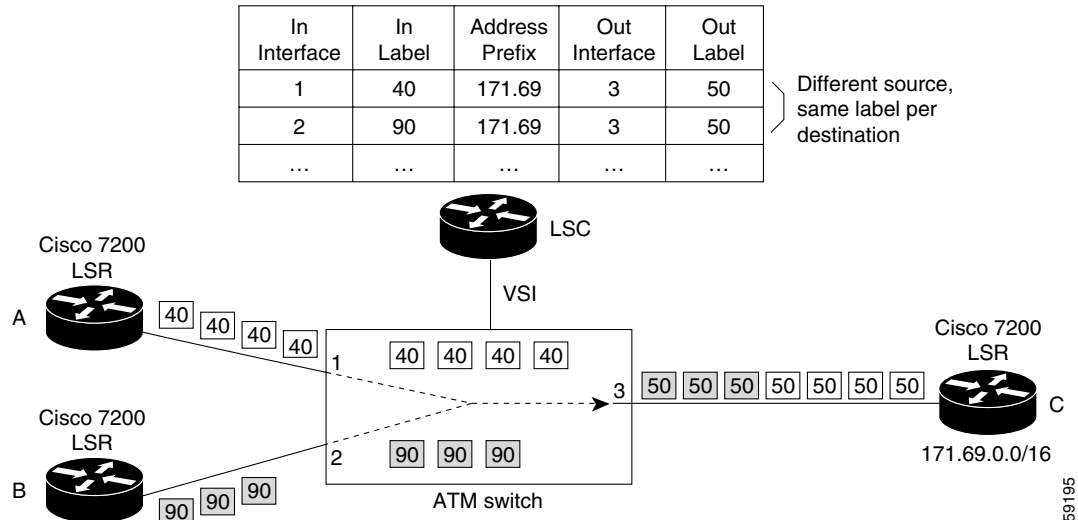 In Interface	In Label	Address Prefix	Out Interface	Out Label
1	40	171.69	3	50
2	90	171.69	3	50
…	…	…	…	…
Different source,
same label per
destination
LSC
VSI
Cisco 7200
LSR
A
40 40 40 40
1
40 40 40 40
3
50 50 50 50 50 50 50
Cisco 7200
LSR
C
171.69.0.0/16
Cisco 7200
LSR
B
90 90 90
2
90 90 90
ATM switch
59195